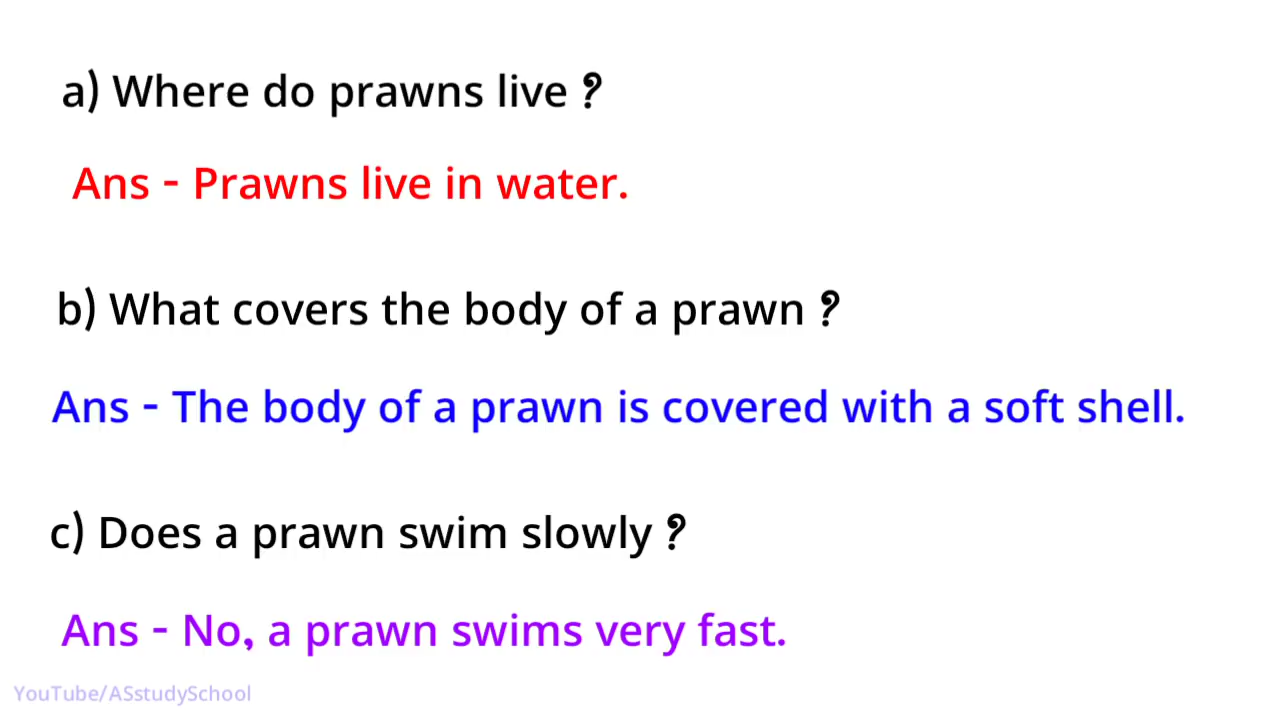 a) Where do prawns live ?
Ans - Prawns live in water.
b) What covers the body of a prawn ?
Ans - The body of a prawn is covered with a soft shell.
c) Does a prawn swim slowly ?
Ans - No, a prawn swims very fast.
YouTube/ASstudySchool